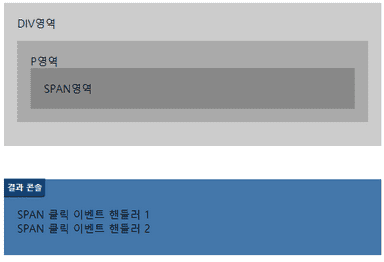 DIV영역
P영역
SPAN영역
결과 콘솔
SPAN 클릭 이벤트 핸들러 1
SPAN 클릭 이벤트 핸들러 2